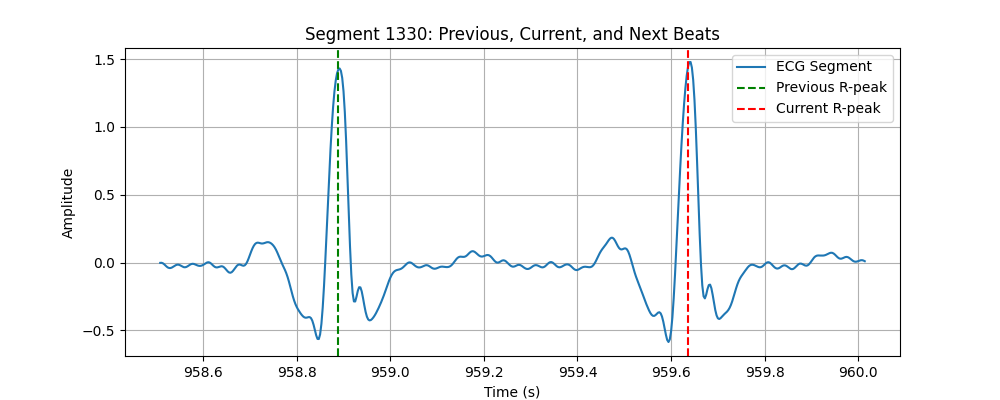 Segment 1330: Previous, Current, and Next Beats
ECG Segment
Previous R-peak
Current R-peak
1.5
1.0
0.5
0.0
−0.5
Amplitude
958.6 958.8 959.0 959.2 959.4 959.6 959.8 960.0
Time (s)